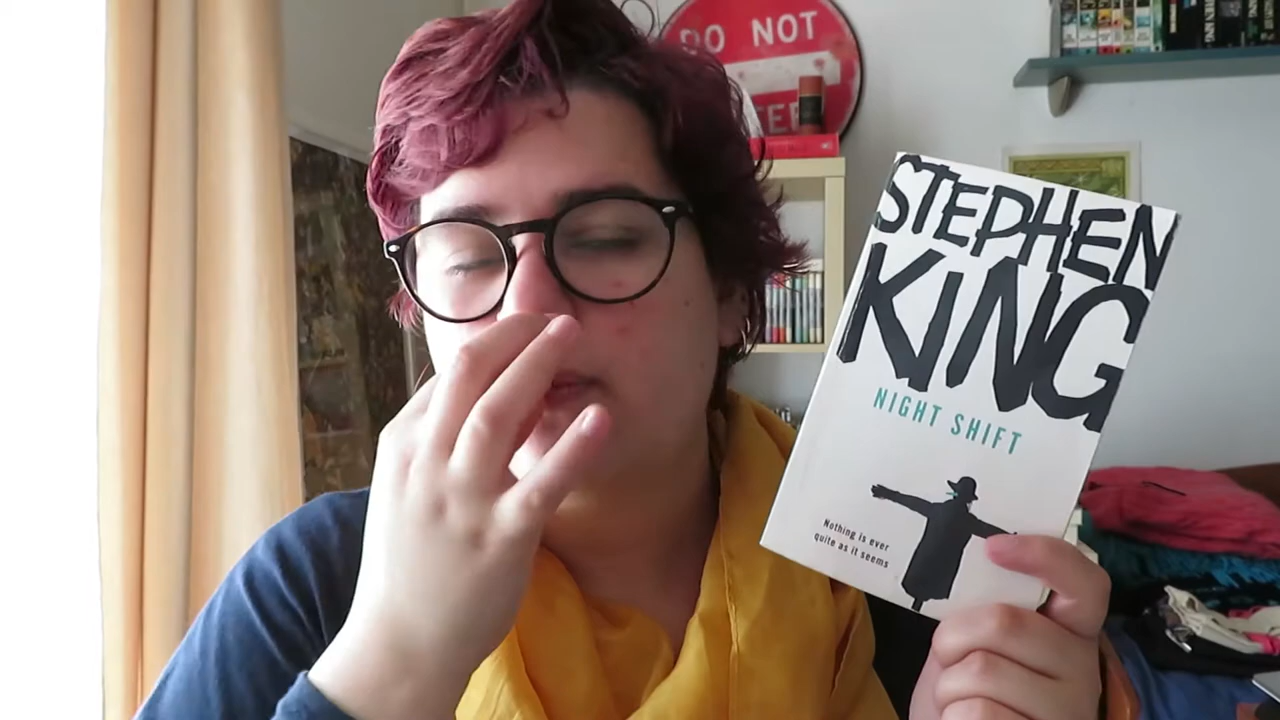 DO NOT
STEPHEN
KING
NIGHT SHIFT
Nothing is ever
quite as it seems